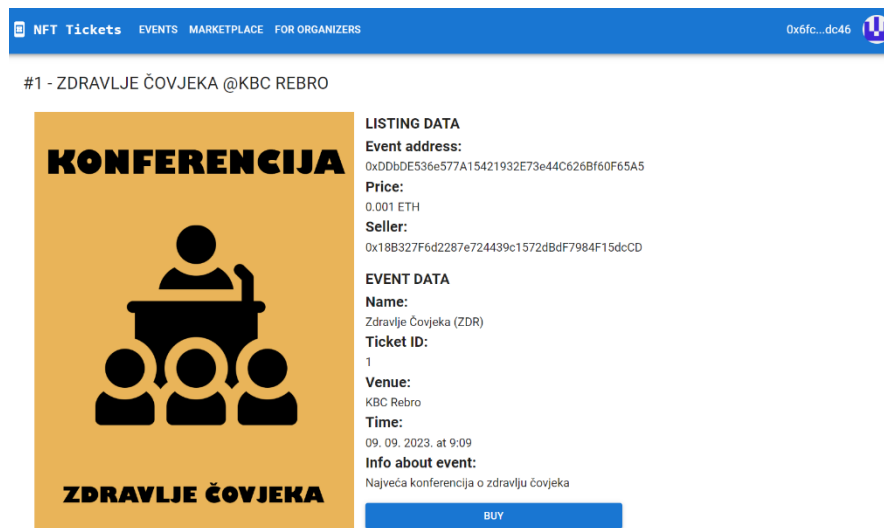 NFT Tickets EVENTS MARKETPLACE FOR ORGANIZERS 0x6fc...dc46
#1 - ZDRAVLJE ČOVJEKA @KBC REBRO
KONFERENCIJA
ZDRAVLJE ČOVJEKA
LISTING DATA
Event address:
0xDDbDE536e577A15421932E73e44C626Bf60F65A5
Price:
0.001 ETH
Seller:
0x18B327F6d2287e724439c1572dBdF7984F15dcCD
EVENT DATA
Name:
Zdravlje Čovjeka (ZDR)
Ticket ID:
1
Venue:
KBC Rebro
Time:
09. 09. 2023. at 9:09
Info about event:
Najveća konferencija o zdravlju čovjeka
BUY